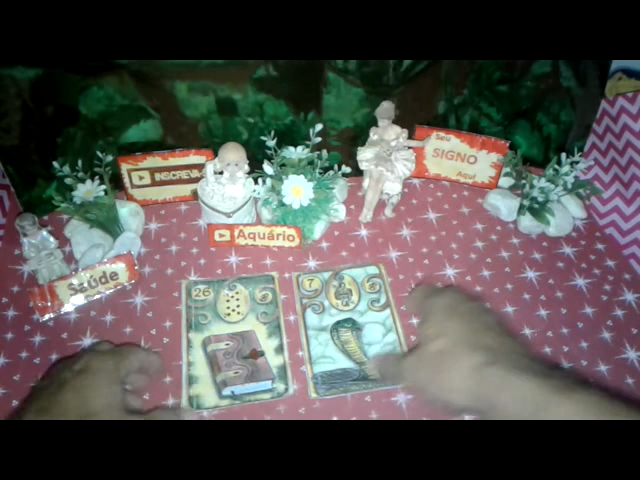 INSCREVA
Seu
SIGNO
Aqui
Aquário
Saúde
26
7